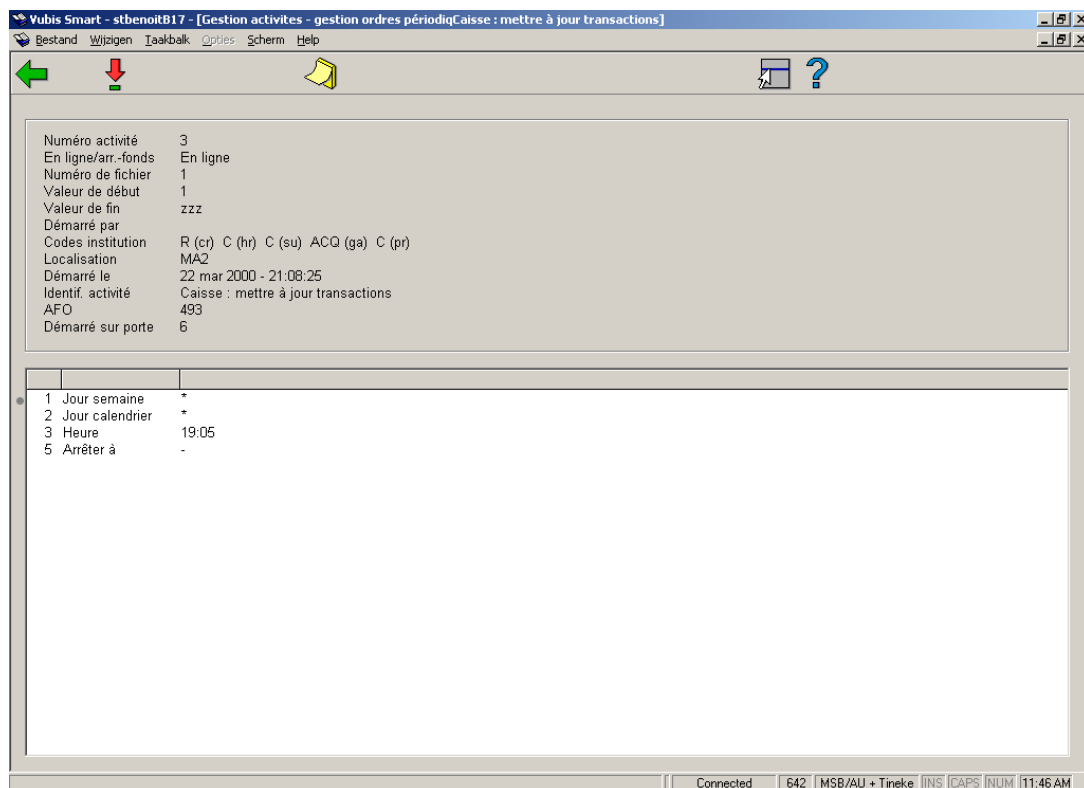 Vubis Smart - stbenoitB17 - [Gestion activites - gestion ordres périodiqCaisse : mettre à jour transactions]
Bestand Wijzigen Taakbalk Opties Scherm Help
Numéro activité 3
En ligne/arr.-fonds En ligne
Numéro de fichier 1
Valeur de début 1
Valeur de fin zzz
Démarré par
Codes institution R (cr) C (hr) C (su) ACQ (ga) C (pr)
Localisation MA2
Démarré le 22 mar 2000 - 21:08:25
Identif. activité Caisse : mettre à jour transactions
AFO 493
Démarré sur porte 6
1 Jour semaine *
2 Jour calendrier *
3 Heure 19:05
5 Arrêter à -
Connected 642 MSB/AU + Tineke INS CAPS NUM 11:46 AM